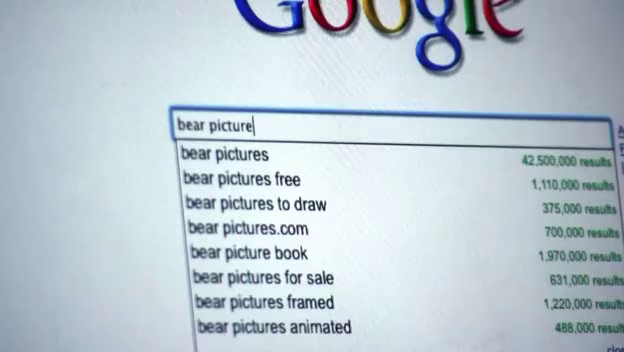 Google
bear picture
bear pictures 42,500,000 results
bear pictures free 1,110,000 results
bear pictures to draw 375,000 results
bear pictures.com 700,000 results
bear picture book 1,970,000 results
bear pictures for sale 631,000 results
bear pictures framed 1,220,000 result
bear pictures animated 488,000 result